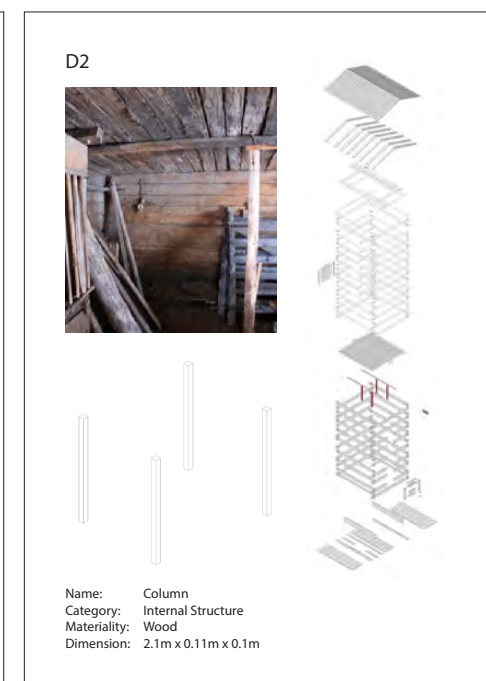 D2
Name: Column
Category: Internal Structure
Materiality: Wood
Dimension: 2.1m x 0.11m x 0.1m